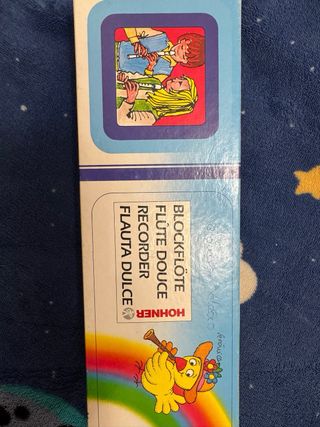 BLOCKFLÖTE
FLÛTE DOUCE
RECORDER
FLAUTA DULCE
HOHNER